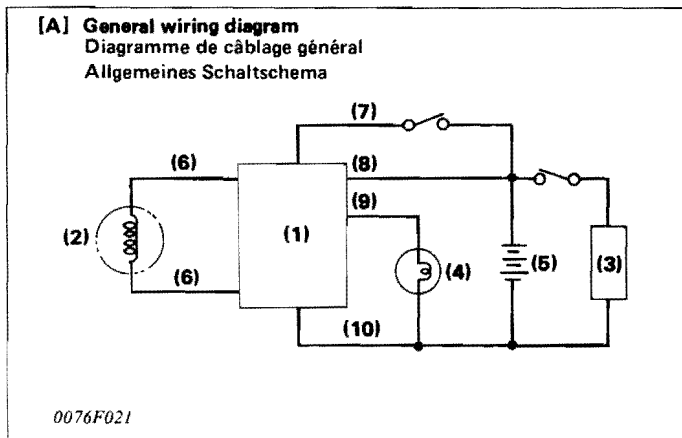 [A] General wiring diagram
Diagramme de câblage général
Allgemeines Schaltschema
(7)
(6)
(8)
(9)
(2)
(1)
(4)
(5)
(3)
(6)
(10)
0076F021